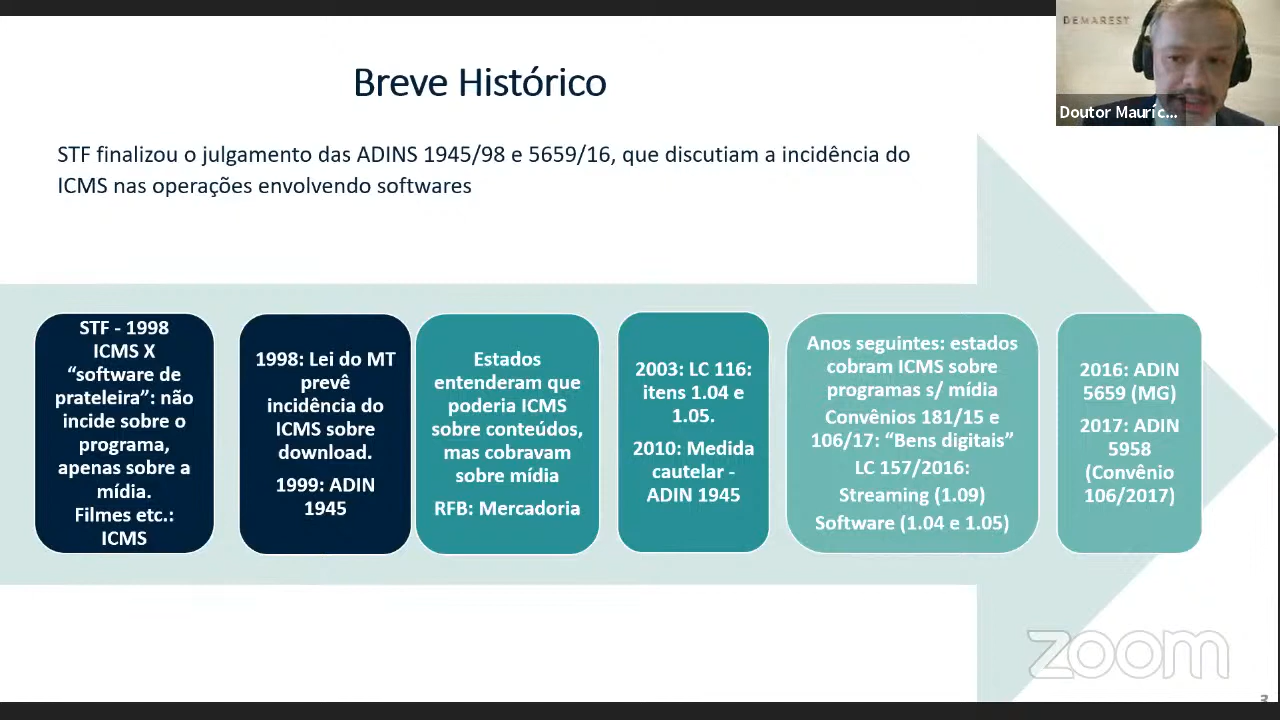 DEMAREST
Doutor Mauríc...
Breve Histórico
STF finalizou o julgamento das ADINS 1945/98 e 5659/16, que discutiam a incidência do
ICMS nas operações envolvendo softwares
STF - 1998
ICMS X
“software de
prateleira”: não
incide sobre o
programa,
apenas sobre a
mídia.
Filmes etc.:
ICMS
1998: Lei do MT
prevê
incidência do
ICMS sobre
download.
1999: ADIN
1945
Estados
entenderam que
poderia ICMS
sobre conteúdos,
mas cobravam
sobre mídia
RFB: Mercadoria
2003: LC 116:
itens 1.04 e
1.05.
2010: Medida
cautelar -
ADIN 1945
Anos seguintes: estados
cobram ICMS sobre
programas s/ mídia
Convênios 181/15 e
106/17: “Bens digitais”
LC 157/2016:
Streaming (1.09)
Software (1.04 e 1.05)
2016: ADIN
5659 (MG)
2017: ADIN
5958
(Convênio
106/2017)
zoom
3